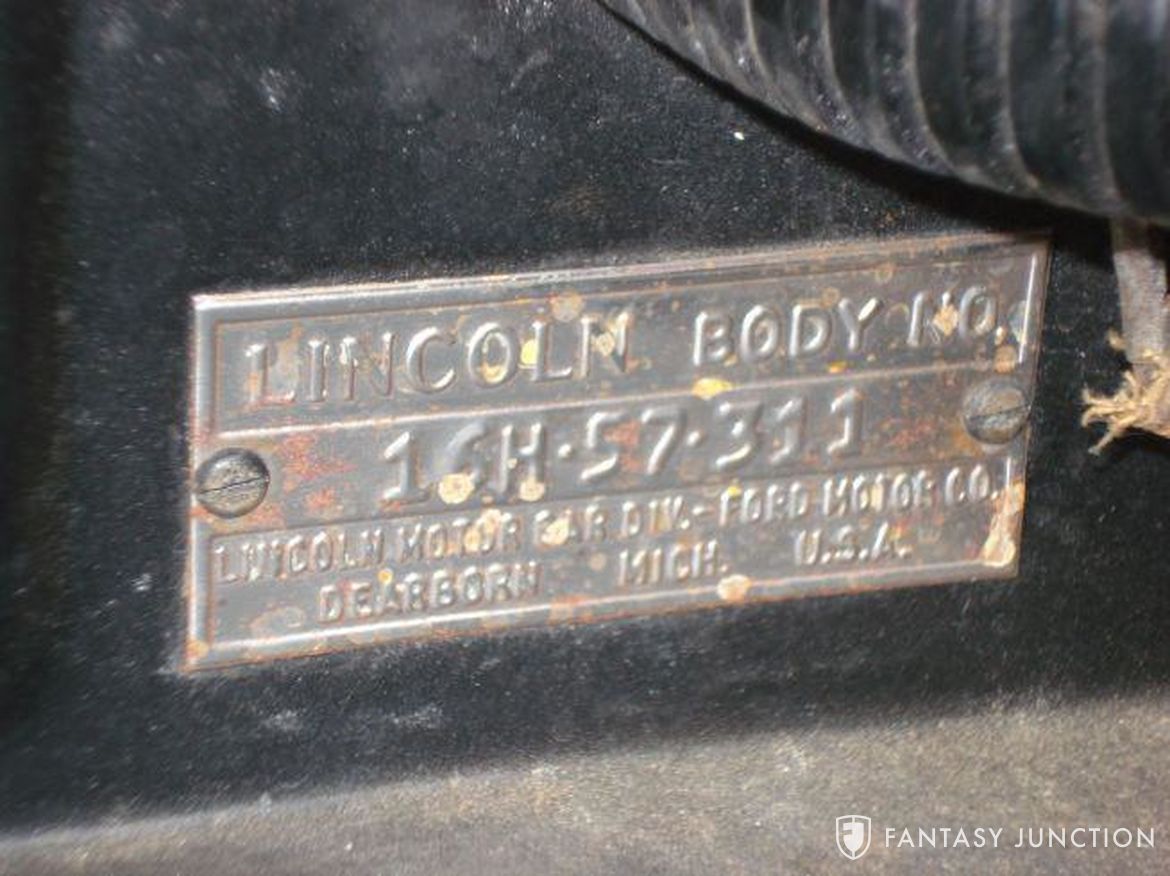 LINCOLN BODY NO.
16H·57·311
LINCOLN MOTOR CAR DIV.-FORD MOTOR CO.
DEARBORN MICH. U.S.A.
FANTASY JUNCTION